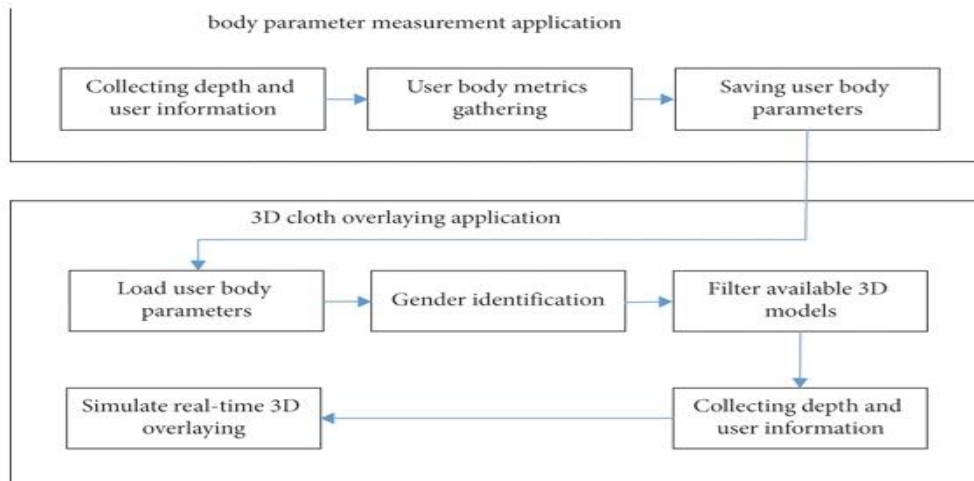 body parameter measurement application
Collecting depth and
user information
User body metrics
gathering
Saving user body
parameters
3D cloth overlaying application
Load user body
parameters
Gender identification
Filter available 3D
models
Simulate real-time 3D
overlaying
Collecting depth and
user information